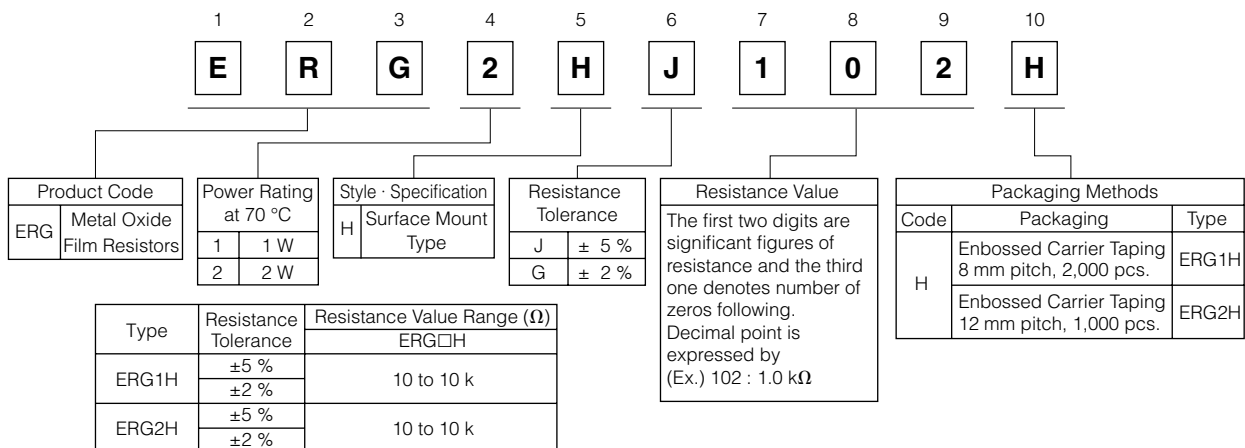 1 2 3 4 5 6 7 8 9 10
E R G 2 H J 1 0 2 H
Product Code
ERG Metal Oxide
Film Resistors
Power Rating
at 70 °C
1 1 W
2 2 W
Style · Specification
H Surface Mount
Type
Resistance
Tolerance
J ± 5 %
G ± 2 %
Resistance Value
The first two digits are
significant figures of
resistance and the third
one denotes number of
zeros following.
Decimal point is
expressed by
(Ex.) 102 : 1.0 kΩ
Packaging Methods
Code Packaging Type
H
Enbossed Carrier Taping
8 mm pitch, 2,000 pcs.
ERG1H
Enbossed Carrier Taping
12 mm pitch, 1,000 pcs.
ERG2H
Type
Resistance
Tolerance
Resistance Value Range (Ω)
ERG□H
ERG1H
±5 %
±2 %
10 to 10 k
ERG2H
±5 %
±2 %
10 to 10 k